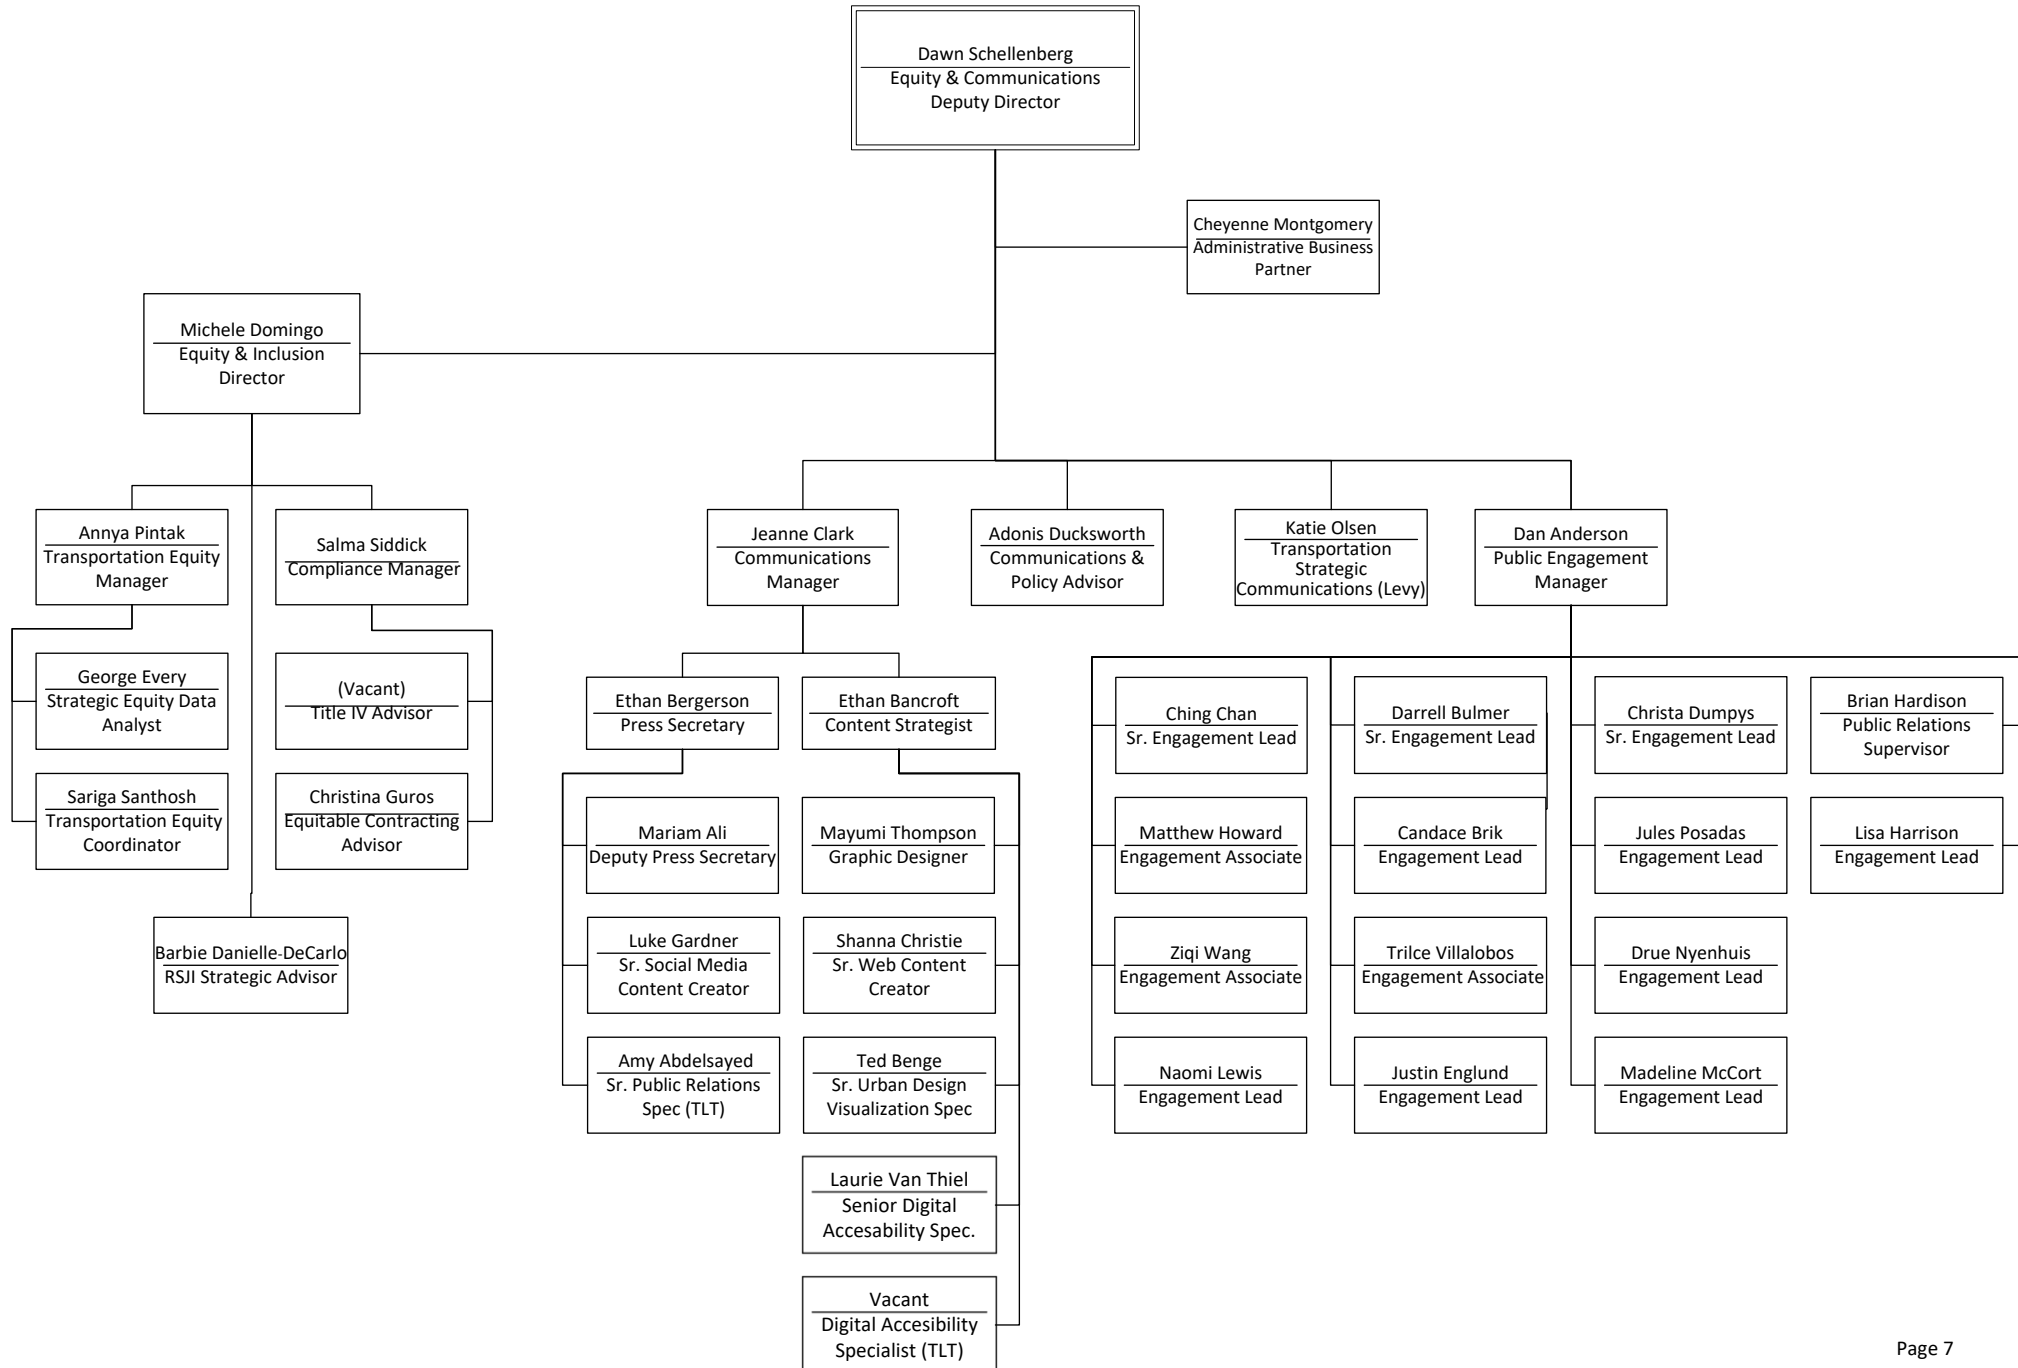 Dawn Schellenberg
Equity & Communications
Deputy Director
Cheyenne Montgomery
Administrative Business
Partner
Michele Domingo
Equity & Inclusion
Director
Annya Pintak
Transportation Equity
Manager
Salma Siddick
Compliance Manager
Jeanne Clark
Communications
Manager
Adonis Ducksworth
Communications &
Policy Advisor
Katie Olsen
Transportation
Strategic
Communications (Levy)
Dan Anderson
Public Engagement
Manager
George Every
Strategic Equity Data
Analyst
(Vacant)
Title IV Advisor
Ethan Bergerson
Press Secretary
Ethan Bancroft
Content Strategist
Ching Chan
Sr. Engagement Lead
Darrell Bulmer
Sr. Engagement Lead
Christa Dumpys
Sr. Engagement Lead
Brian Hardison
Public Relations
Supervisor
Sariga Santhosh
Transportation Equity
Coordinator
Christina Guros
Equitable Contracting
Advisor
Mariam Ali
Deputy Press Secretary
Mayumi Thompson
Graphic Designer
Matthew Howard
Engagement Associate
Candace Brik
Engagement Lead
Jules Posadas
Engagement Lead
Lisa Harrison
Engagement Lead
Barbie Danielle-DeCarlo
RSJI Strategic Advisor
Luke Gardner
Sr. Social Media
Content Creator
Shanna Christie
Sr. Web Content
Creator
Ziqi Wang
Engagement Associate
Trilce Villalobos
Engagement Associate
Drue Nyenhuis
Engagement Lead
Amy Abdelsayed
Sr. Public Relations
Spec (TLT)
Ted Benge
Sr. Urban Design
Visualization Spec
Naomi Lewis
Engagement Lead
Justin Englund
Engagement Lead
Madeline McCort
Engagement Lead
Laurie Van Thiel
Senior Digital
Accesability Spec.
Vacant
Digital Accesibility
Specialist (TLT)
Page 7